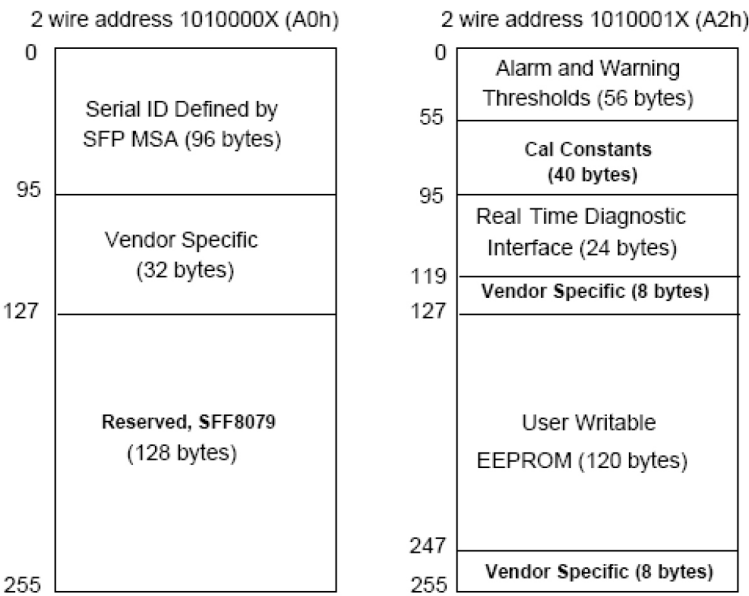 2 wire address 1010000X (A0h)
0
Serial ID Defined by
SFP MSA (96 bytes)
95
Vendor Specific
(32 bytes)
127
Reserved, SFF8079
(128 bytes)
255
2 wire address 1010001X (A2h)
0
Alarm and Warning
Thresholds (56 bytes)
55
Cal Constants
(40 bytes)
95
Real Time Diagnostic
Interface (24 bytes)
119
Vendor Specific (8 bytes)
127
User Writable
EEPROM (120 bytes)
247
Vendor Specific (8 bytes)
255